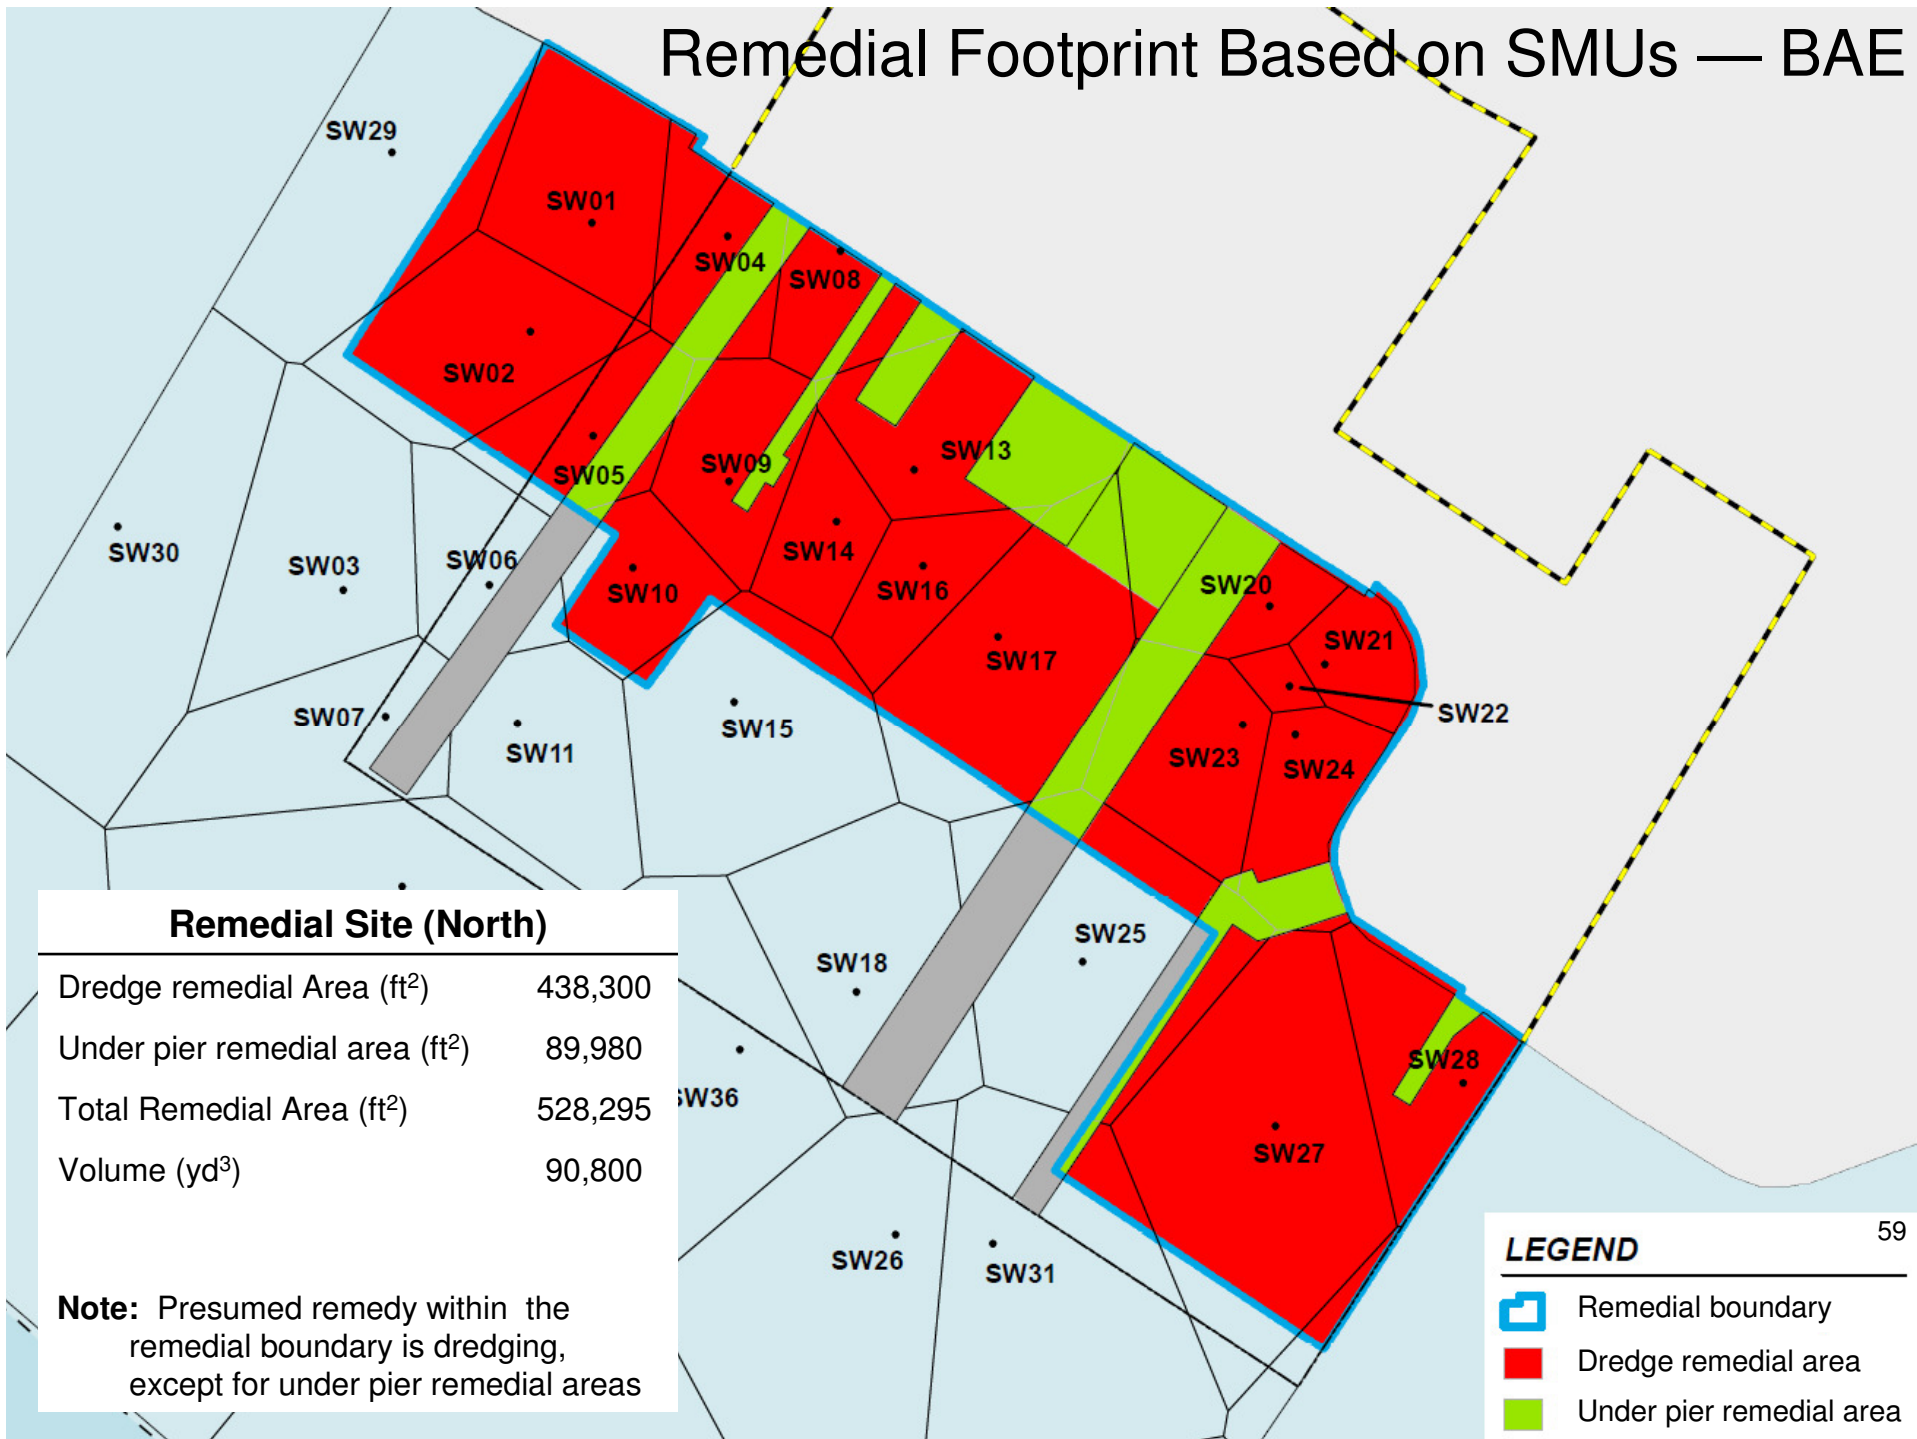 Remedial Footprint Based on SMUs — BAE
SW29
SW01
SW04
SW08
SW02
SW05
SW09
SW13
SW30
SW03
SW06
SW10
SW14
SW16
SW17
SW20
SW21
SW22
SW07
SW11
SW15
SW23
SW24
SW18
SW25
SW36
SW28
SW27
SW26
SW31
Remedial Site (North)
Dredge remedial Area (ft²) 438,300
Under pier remedial area (ft²) 89,980
Total Remedial Area (ft²) 528,295
Volume (yd³) 90,800
Note: Presumed remedy within the
remedial boundary is dredging,
except for under pier remedial areas
59
LEGEND
Remedial boundary
Dredge remedial area
Under pier remedial area